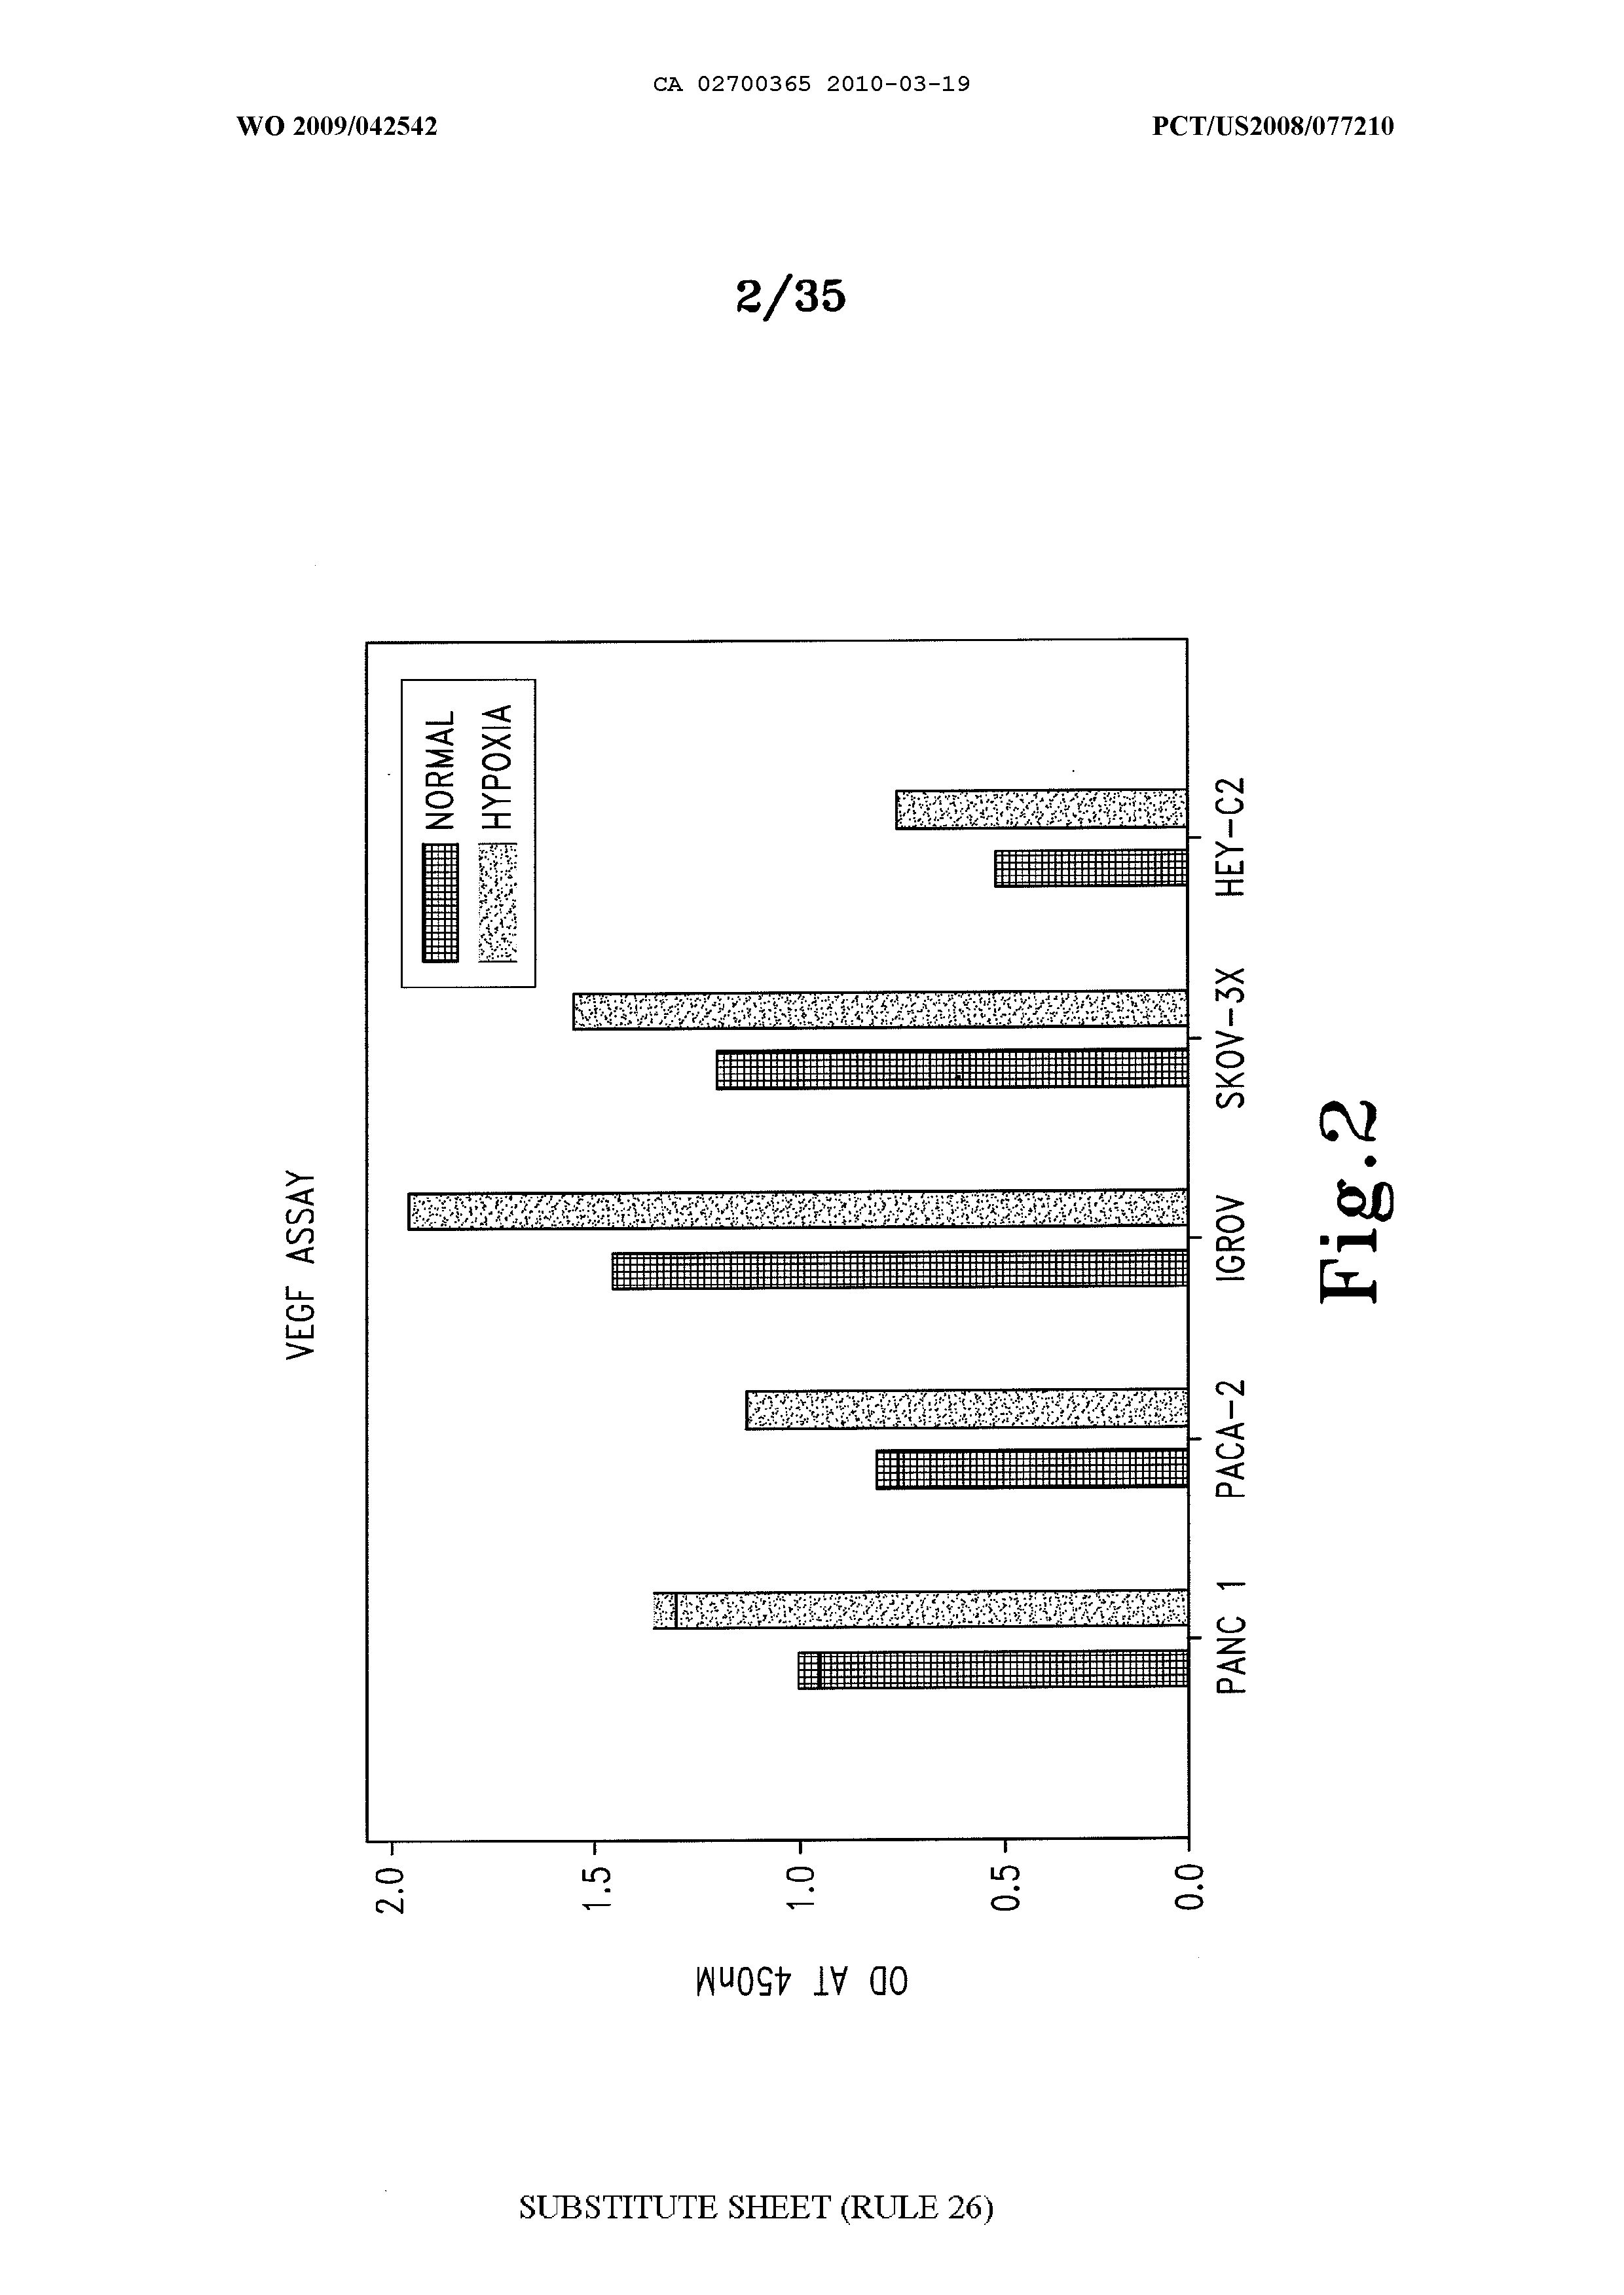 CA 02700365 2010-03-19
WO 2009/042542
PCT/US2008/077210
2/35
VEGF ASSAY
NORMAL
HYPOXIA
OD AT 450nM
2.0
1.5
1.0
0.5
0.0
PANC 1
PACA-2
IGROV
SKOV-3X
HEY-C2
Fig.2
SUBSTITUTE SHEET (RULE 26)